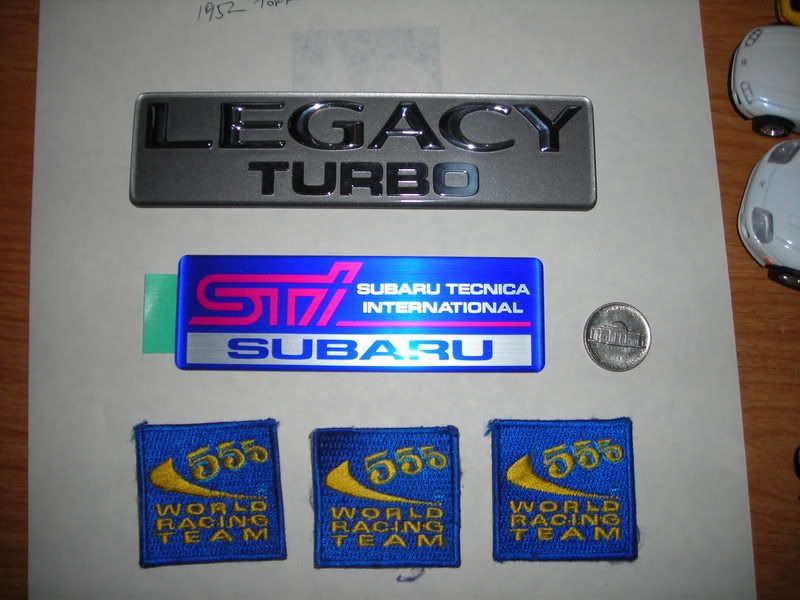 1952
LEGACY
TURBO
STi
SUBARU TECNICA
INTERNATIONAL
SUBARU
555
WORLD
RACING
TEAM
555
WORLD
RACING
TEAM
555
WORLD
RACING
TEAM